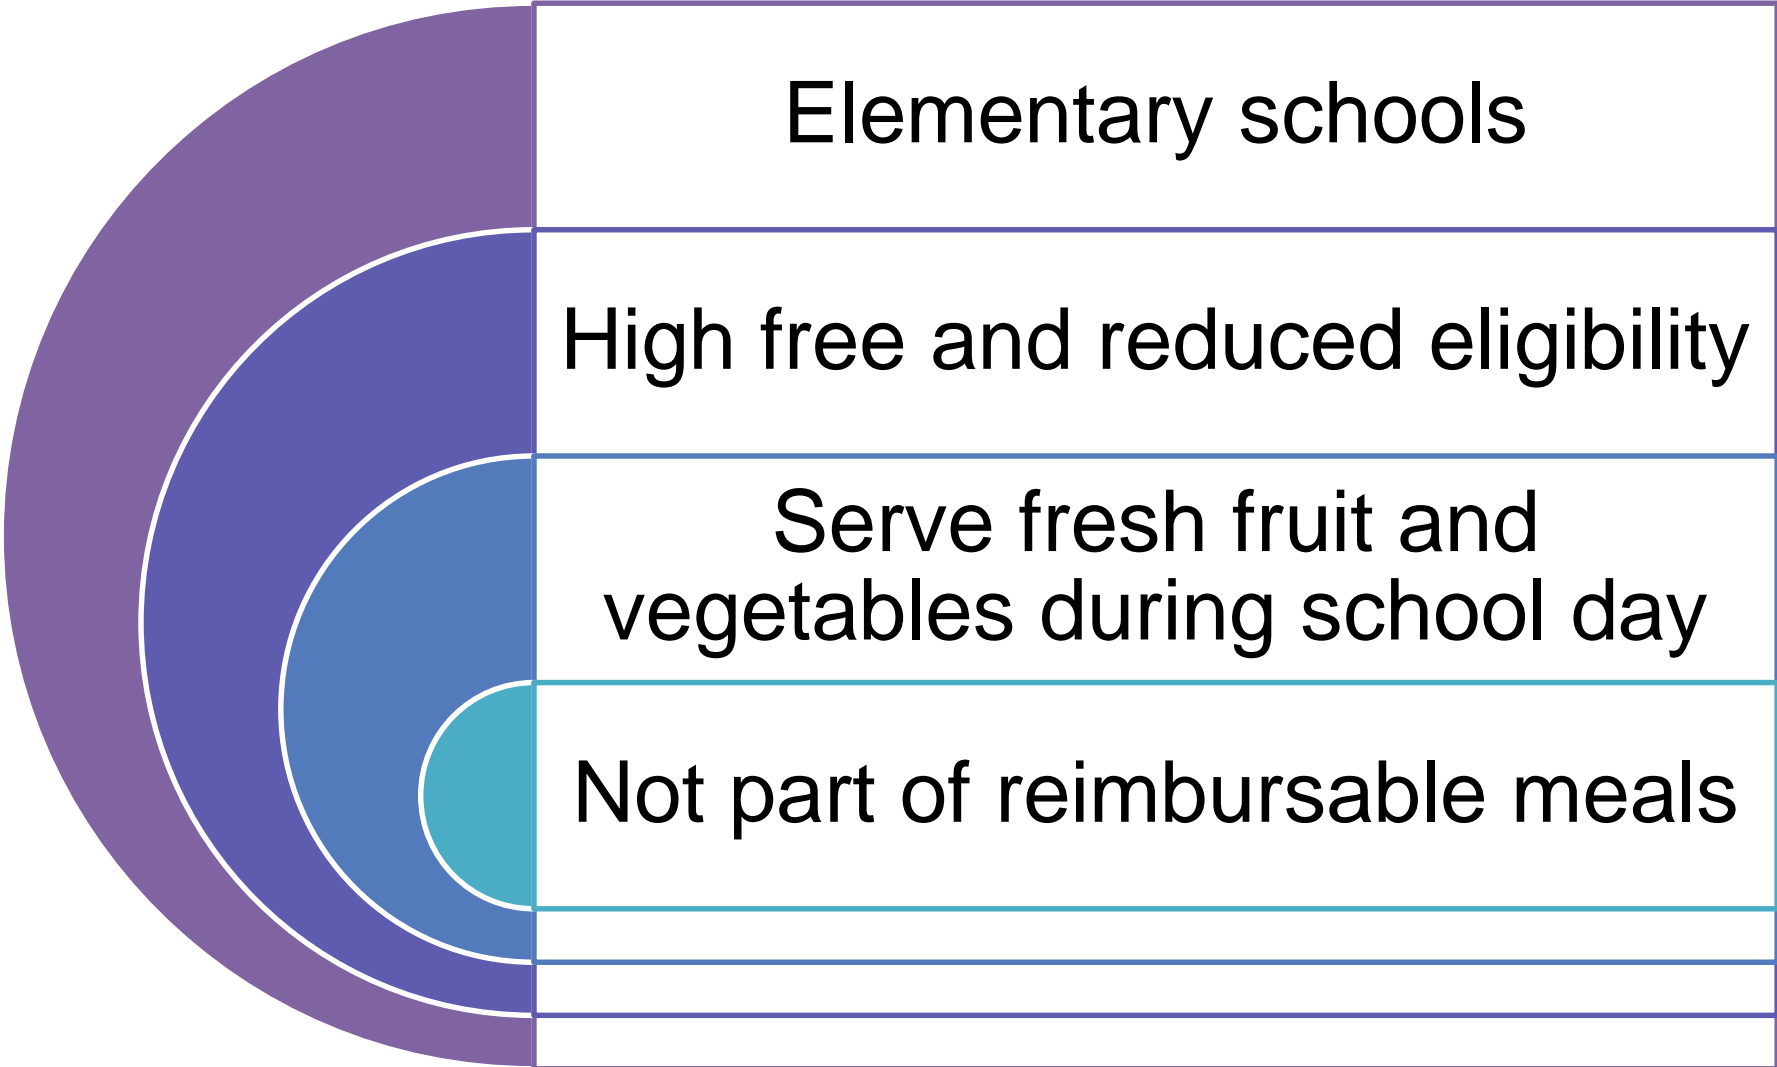 Elementary schools
High free and reduced eligibility
Serve fresh fruit and
vegetables during school day
Not part of reimbursable meals